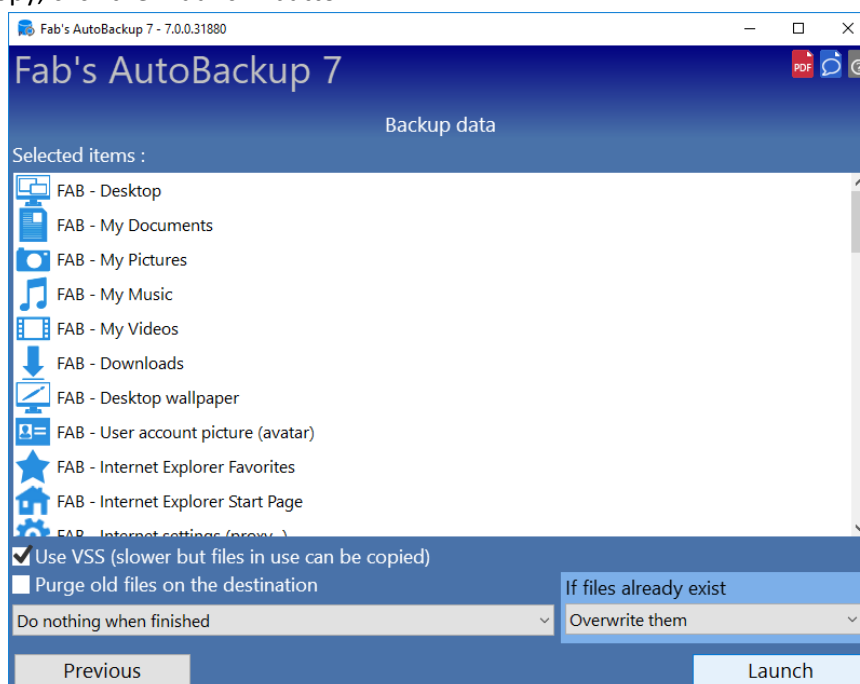 Fab's AutoBackup 7 - 7.0.0.31880
Fab's AutoBackup 7
PDF
Backup data
Selected items :
FAB - Desktop
FAB - My Documents
FAB - My Pictures
FAB - My Music
FAB - My Videos
FAB - Downloads
FAB - Desktop wallpaper
FAB - User account picture (avatar)
FAB - Internet Explorer Favorites
FAB - Internet Explorer Start Page
FAB - Internet settings (proxy...)
Use VSS (slower but files in use can be copied)
Purge old files on the destination
If files already exist
Do nothing when finished
Overwrite them
Previous
Launch